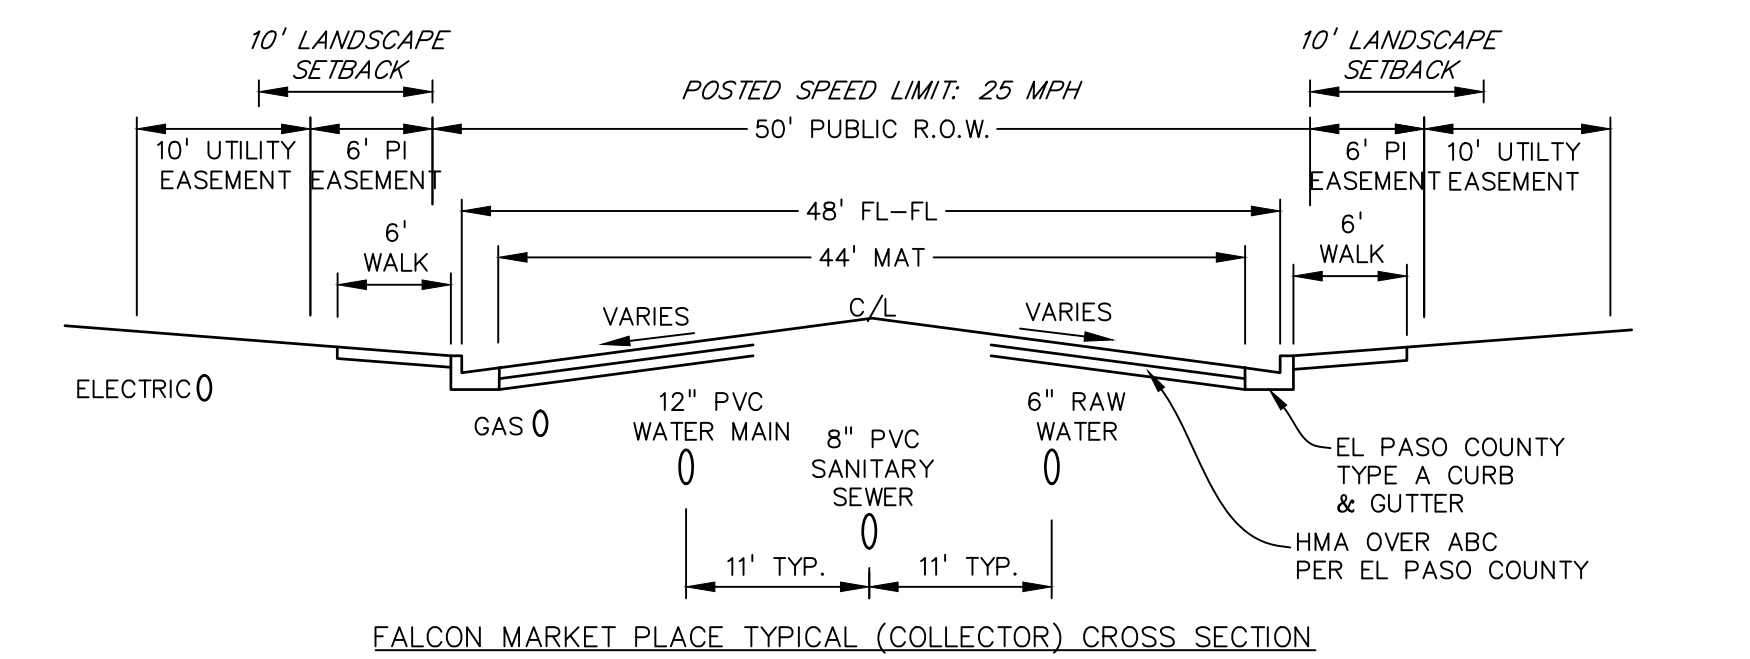 10' LANDSCAPE
SETBACK
10' LANDSCAPE
SETBACK
POSTED SPEED LIMIT: 25 MPH
50' PUBLIC R.O.W.
10' UTILITY
EASEMENT
6' PI
EASEMENT
6' PI
EASEMENT
10' UTILTY
EASEMENT
48' FL-FL
6'
WALK
6'
WALK
44' MAT
VARIES
C/L
VARIES
ELECTRIC
GAS
12" PVC
WATER MAIN
8" PVC
SANITARY
SEWER
6" RAW
WATER
EL PASO COUNTY
TYPE A CURB
& GUTTER
HMA OVER ABC
PER EL PASO COUNTY
11' TYP.
11' TYP.
FALCON MARKET PLACE TYPICAL (COLLECTOR) CROSS SECTION